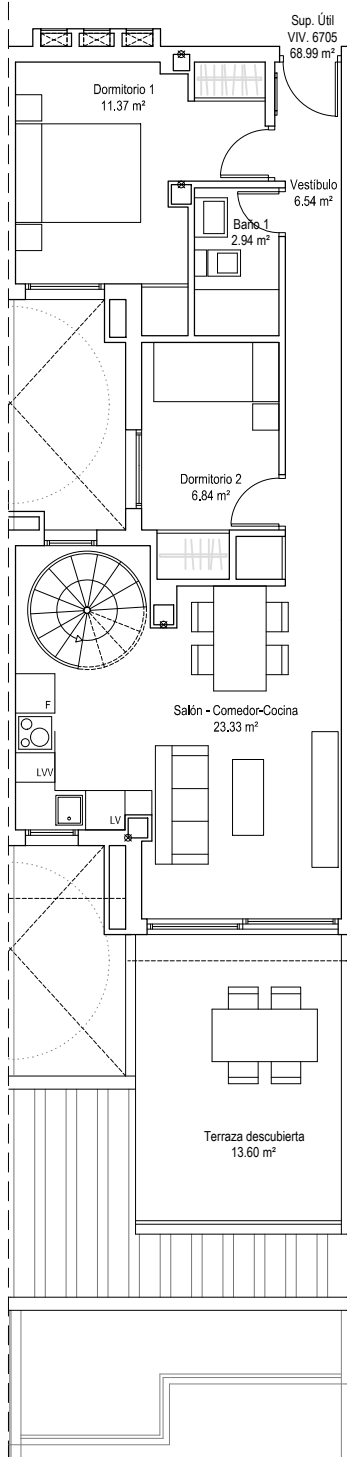 Sup. Útil
VIV. 6705
68.99 m²
Dormitorio 1
11.37 m²
Vestíbulo
6.54 m²
Baño 1
2.94 m²
Dormitorio 2
6.84 m²
F
Salón - Comedor-Cocina
23.33 m²
LVV
LV
Terraza descubierta
13.60 m²